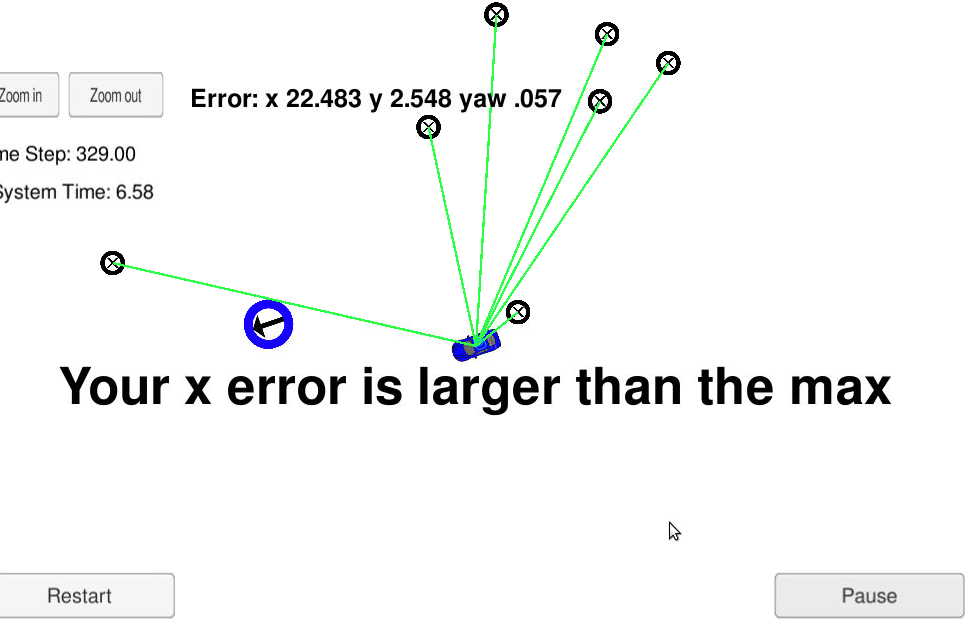 Zoom in
Zoom out
Error: x 22.483 y 2.548 yaw .057
me Step: 329.00
System Time: 6.58
Your x error is larger than the max
Restart
Pause